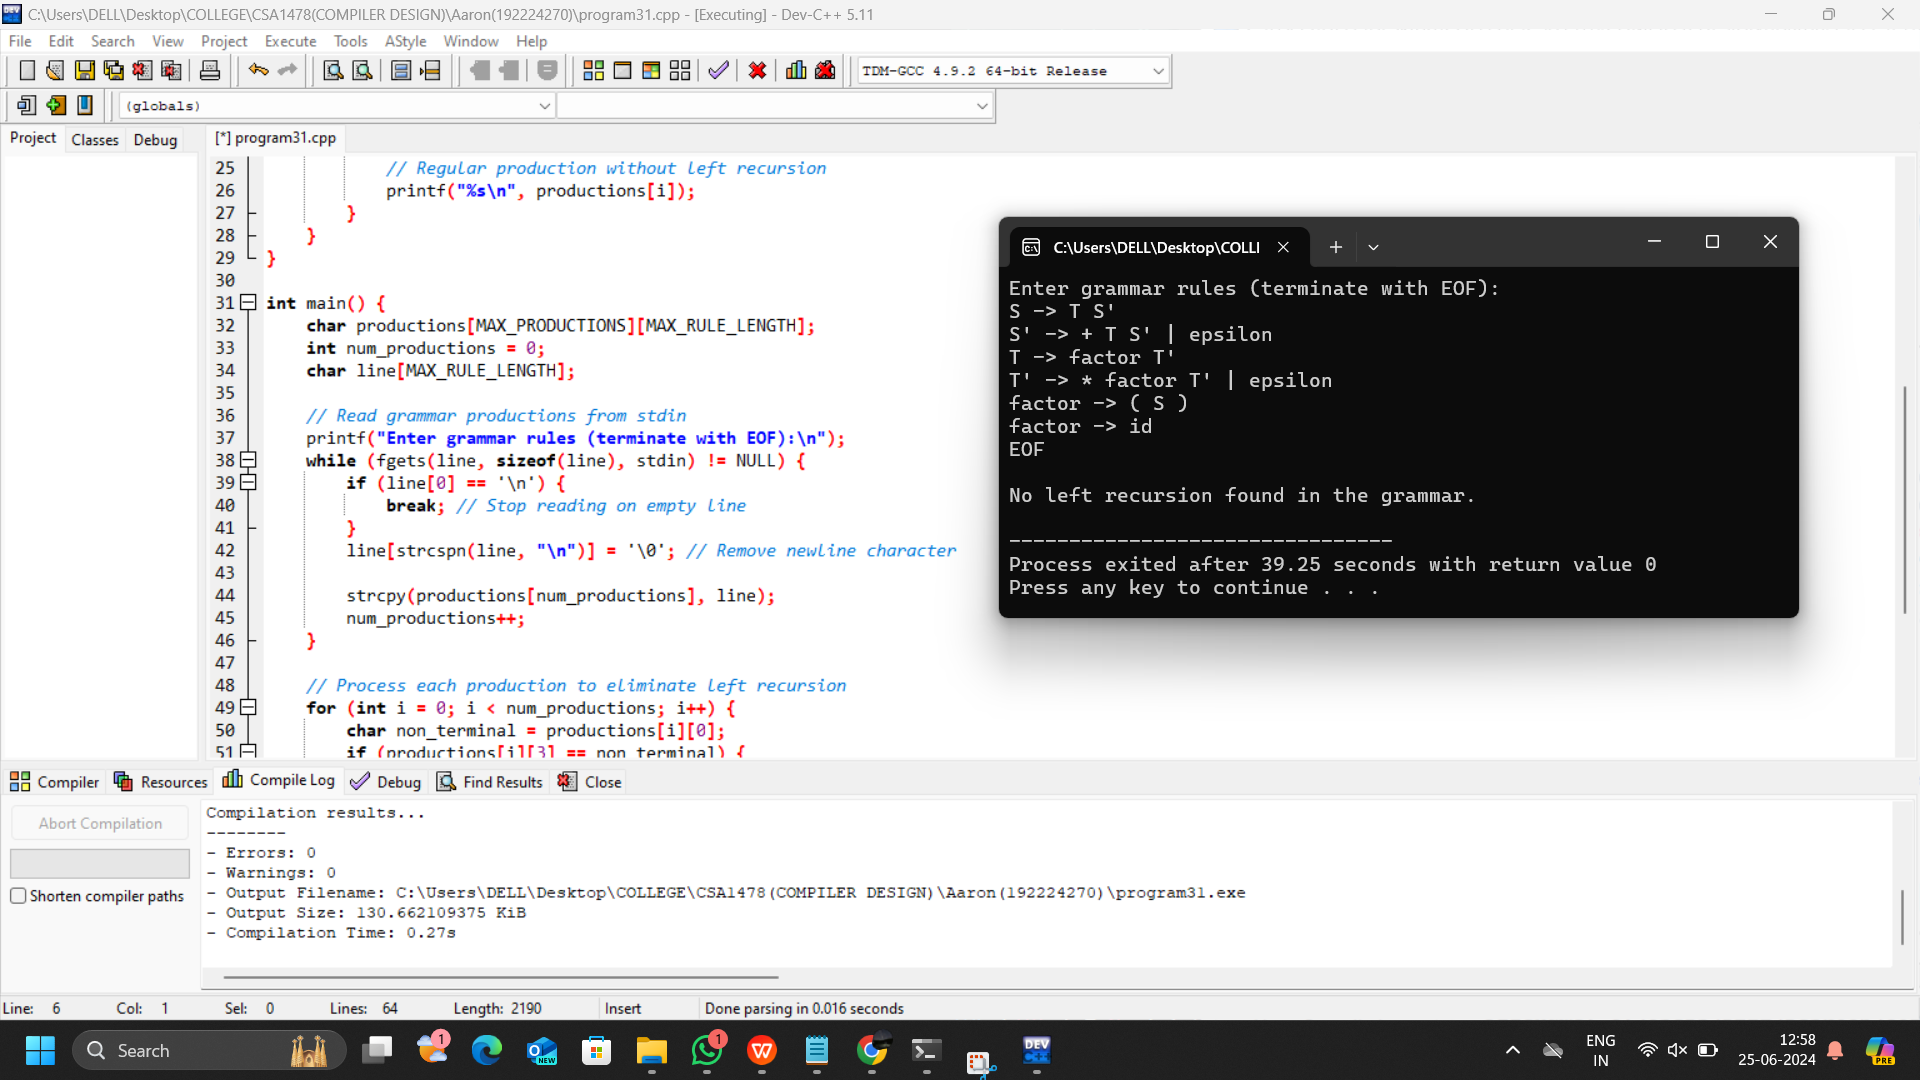 C:\Users\DELL\Desktop\COLLEGE\CSA1478(COMPILER DESIGN)\Aaron(192224270)\program31.cpp - [Executing] - Dev-C++ 5.11
File Edit Search View Project Execute Tools AStyle Window Help
TDM-GCC 4.9.2 64-bit Release
(globals)
Project Classes Debug
[*] program31.cpp
25 // Regular production without left recursion
26 printf("%s\n", productions[i]);
27 }
28 }
29 }
30
31 int main() {
32 char productions[MAX_PRODUCTIONS][MAX_RULE_LENGTH];
33 int num_productions = 0;
34 char line[MAX_RULE_LENGTH];
35
36 // Read grammar productions from stdin
37 printf("Enter grammar rules (terminate with EOF):\n");
38 while (fgets(line, sizeof(line), stdin) != NULL) {
39 if (line[0] == '\n') {
40 break; // Stop reading on empty line
41 }
42 line[strcspn(line, "\n")] = '\0'; // Remove newline character
43
44 strcpy(productions[num_productions], line);
45 num_productions++;
46 }
47
48 // Process each production to eliminate left recursion
49 for (int i = 0; i < num_productions; i++) {
50 char non_terminal = productions[i][0];
51 if (productions[i][3] == non_terminal) {
C:\Users\DELL\Desktop\COLLI
Enter grammar rules (terminate with EOF):
S -> T S'
S' -> + T S' | epsilon
T -> factor T'
T' -> * factor T' | epsilon
factor -> ( S )
factor -> id
EOF
No left recursion found in the grammar.
--------------------------------
Process exited after 39.25 seconds with return value 0
Press any key to continue . . .
Compiler Resources Compile Log Debug Find Results Close
Abort Compilation
Shorten compiler paths
Compilation results...
--------
- Errors: 0
- Warnings: 0
- Output Filename: C:\Users\DELL\Desktop\COLLEGE\CSA1478(COMPILER DESIGN)\Aaron(192224270)\program31.exe
- Output Size: 130.662109375 KiB
- Compilation Time: 0.27s
Line: 6 Col: 1 Sel: 0 Lines: 64 Length: 2190 Insert Done parsing in 0.016 seconds
Search
1
NEW
1
DEV
C++
ENG
IN
12:58
25-06-2024
PRE